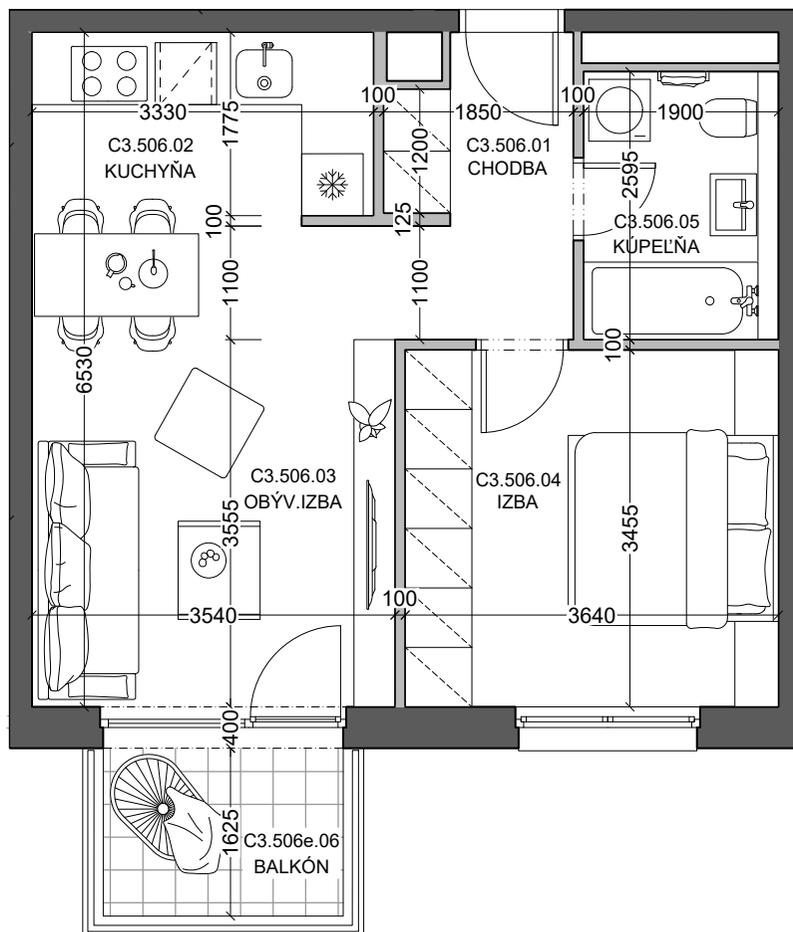 3330
100
1850
100
1900
1775
C3.506.02
KUCHYŇA
1200
C3.506.01
CHODBA
2595
100
125
C3.506.05
KÚPEĽŇA
1100
1100
100
6530
C3.506.03
OBÝV.IZBA
C3.506.04
IZBA
3555
3455
3540
100
3640
400
1625
C3.506e.06
BALKÓN